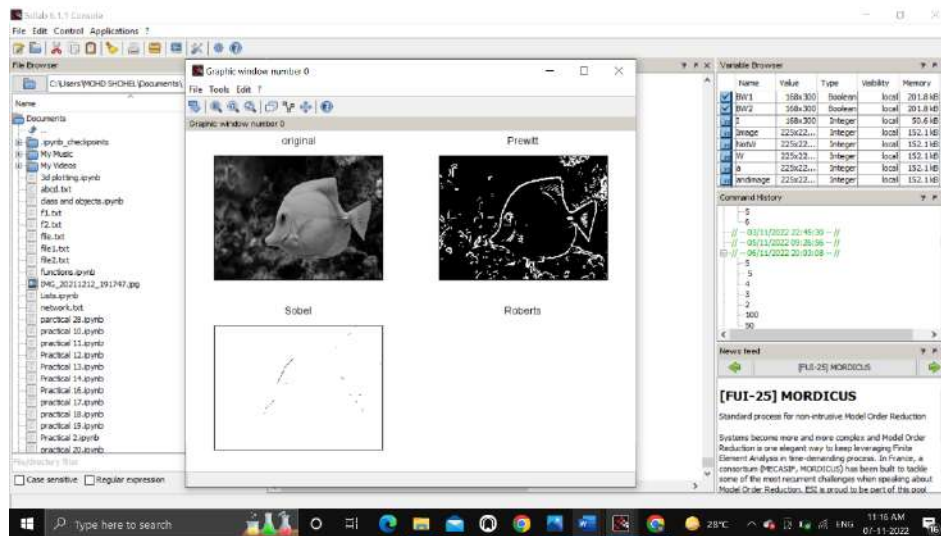 Scilab 6.1.1 Console
File Edit Control Applications ?
File Browser
C:\Users\MOHD SHOHEL\Documents\
Name
Documents
..
.ipynb_checkpoints
My Music
My Videos
3d plotting.ipynb
abcd.txt
class and objects.ipynb
f1.txt
f2.txt
file.txt
file1.txt
file2.txt
functions.ipynb
IMG_20211212_191747.jpg
Lists.ipynb
network.txt
parctical 28.ipynb
practical 10.ipynb
practical 11.ipynb
Practical 12.ipynb
practical 13.ipynb
Practical 14.ipynb
Practical 16.ipynb
practical 17.ipynb
practical 18.ipynb
practical 19.ipynb
Practical 2.ipynb
practical 20.ipynb
File/directory filter
Case sensitive Regular expression
Graphic window number 0
File Tools Edit ?
Graphic window number 0
original
Prewitt
Sobel
Roberts
Variable Browser
Name Value Type Visibility Memory
BW1 168x300 Boolean local 201.8 kB
BW2 168x300 Boolean local 201.8 kB
I 168x300 Integer local 50.6 kB
Image 225x22... Integer local 152.1 kB
NotW 225x22... Integer local 152.1 kB
W 225x22... Integer local 152.1 kB
a 225x22... Integer local 152.1 kB
andimage 225x22... Integer local 152.1 kB
Command History
5
6
// -- 03/11/2022 22:45:30 -- //
// -- 05/11/2022 09:26:56 -- //
// -- 06/11/2022 20:03:08 -- //
5
5
4
3
2
100
50
News feed
[FUI-25] MORDICUS
[FUI-25] MORDICUS
Standard process for non-intrusive Model Order Reduction
Systems become more and more complex and Model Order
Reduction is one elegant way to keep leveraging Finite
Element Analysis in time-demanding process. In France, a
consortium (MECASIF, MORDICUS) has been built to tackle
some of the most recurrent challenges when speaking about
Model Order Reduction. ESI is proud to be part of this pool
Type here to search
28°C
ENG
11:16 AM
07-11-2022
16